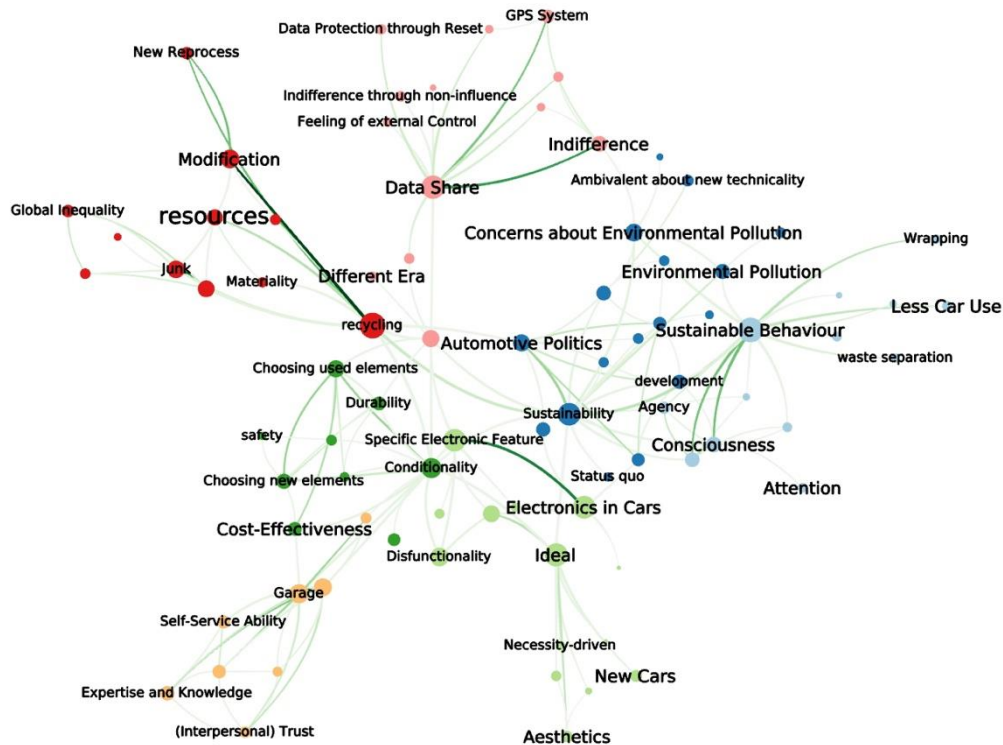 GPS System
Data Protection through Reset
New Reprocess
Indifference through non-influence
Feeling of external Control
Indifference
Modification
Ambivalent about new technicality
Data Share
Global Inequality
resources
Concerns about Environmental Pollution
Wrapping
Junk
Materiality
Different Era
Environmental Pollution
Less Car Use
recycling
Sustainable Behaviour
Automotive Politics
waste separation
Choosing used elements
development
Durability
Agency
Sustainability
safety
Specific Electronic Feature
Consciousness
Conditionality
Status quo
Choosing new elements
Attention
Electronics in Cars
Cost-Effectiveness
Disfunctionality
Ideal
Garage
Self-Service Ability
Necessity-driven
New Cars
Expertise and Knowledge
(Interpersonal) Trust
Aesthetics